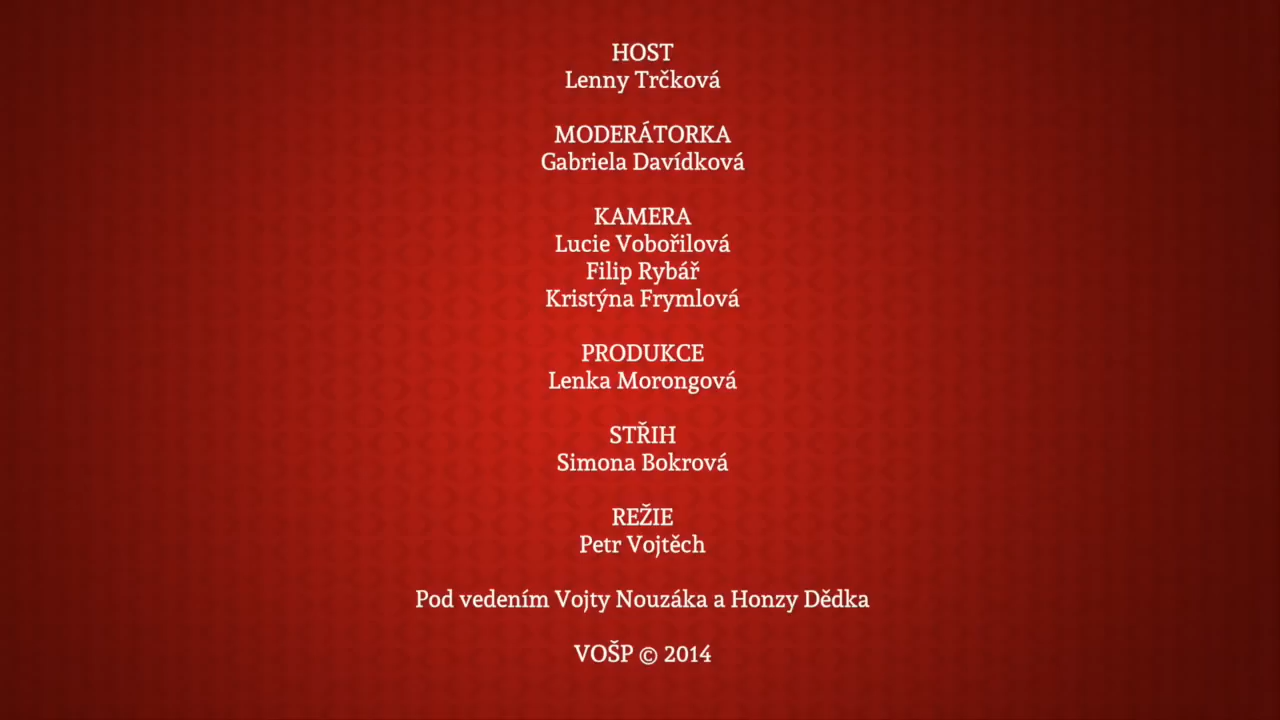 HOST
Lenny Trčková
MODERÁTORKA
Gabriela Davídková
KAMERA
Lucie Vobořilová
Filip Rybář
Kristýna Frymlová
PRODUKCE
Lenka Morongová
STŘIH
Simona Bokrová
REŽIE
Petr Vojtěch
Pod vedením Vojty Nouzáka a Honzy Dědka
VOŠP © 2014